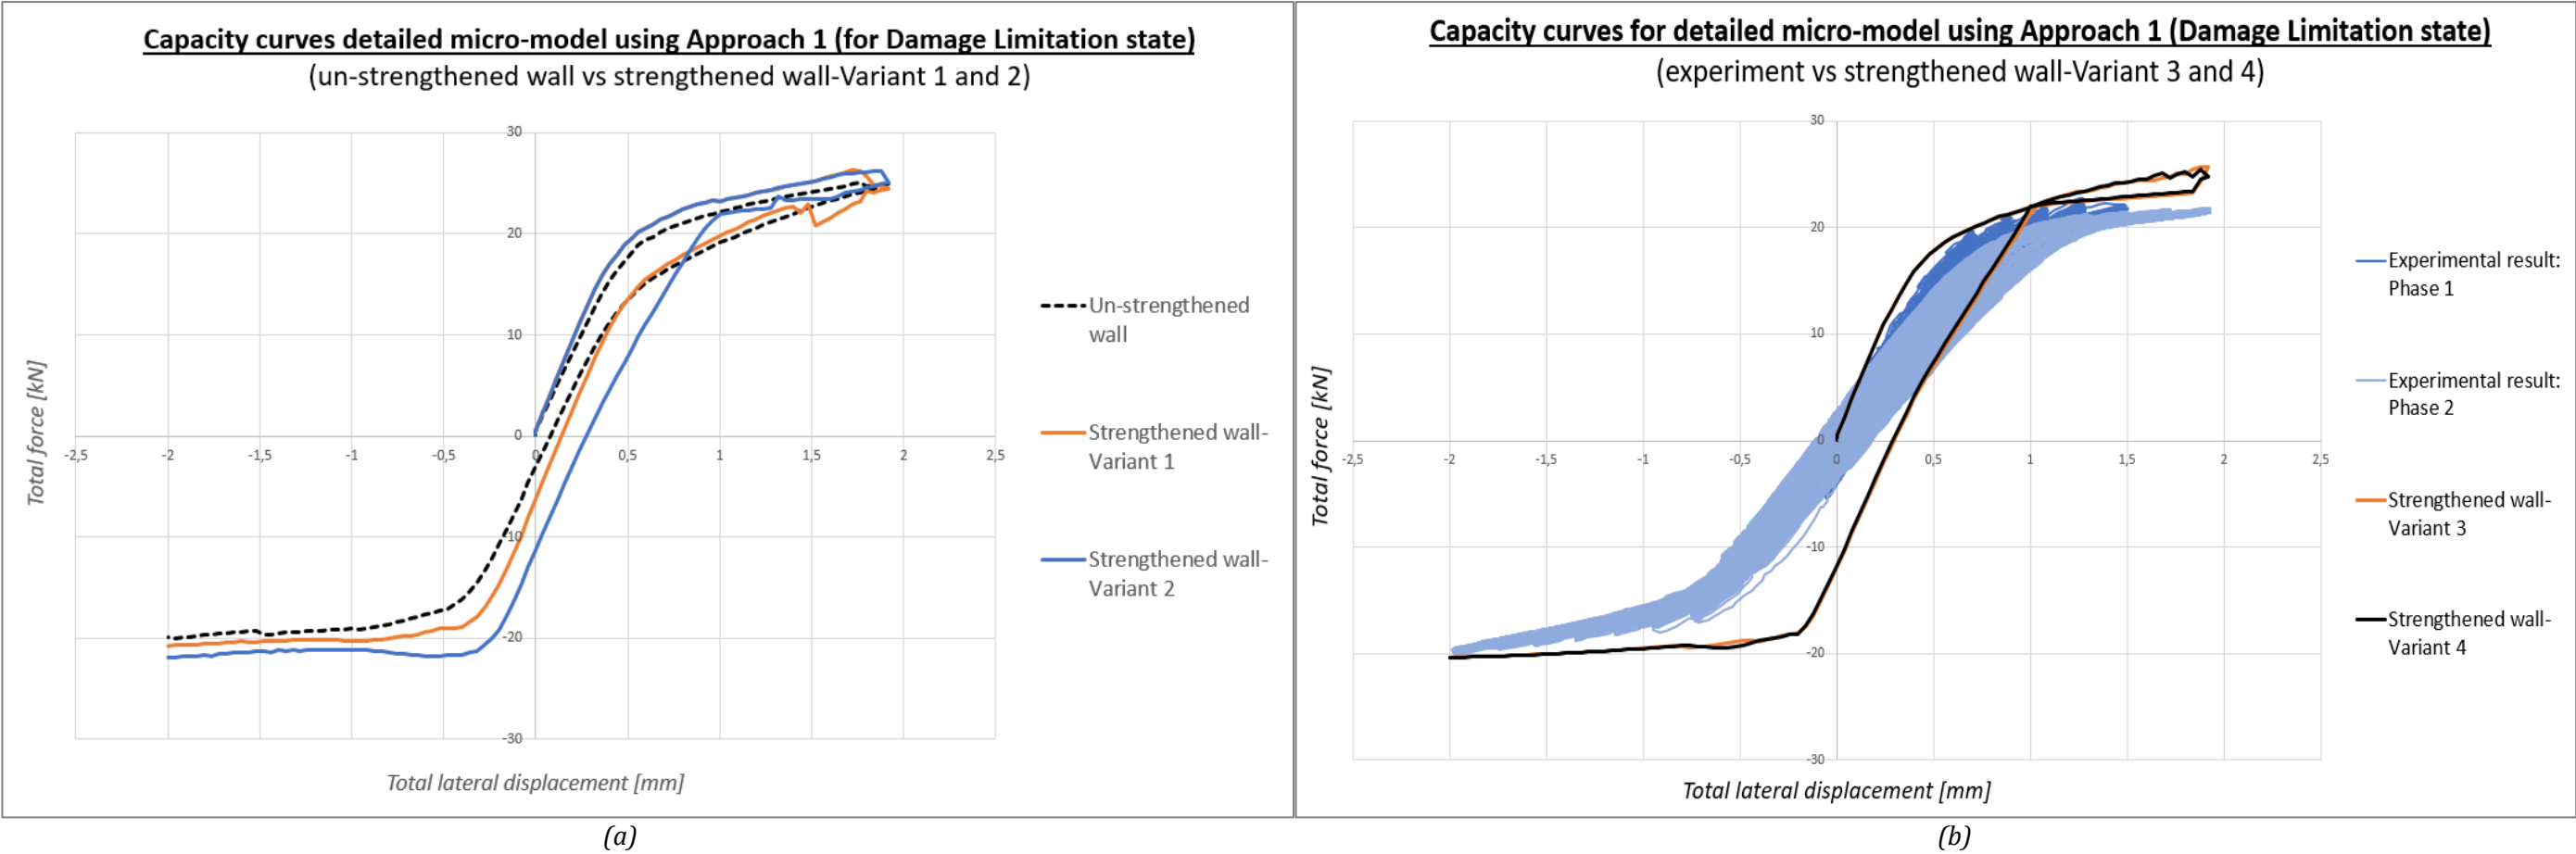 Capacity curves detailed micro-model using Approach 1 (for Damage Limitation state)
(un-strengthened wall vs strengthened wall-Variant 1 and 2)
30
20
10
0
-10
-20
-30
-2,5
-2
-1,5
-1
-0,5
0
0,5
1
1,5
2
2,5
Total force [kN]
Total lateral displacement [mm]
Un-strengthened
wall
Strengthened wall-
Variant 1
Strengthened wall-
Variant 2
(a)
Capacity curves for detailed micro-model using Approach 1 (Damage Limitation state)
(experiment vs strengthened wall-Variant 3 and 4)
30
20
10
0
-10
-20
-30
-2,5
-2
-1,5
-1
-0,5
0
0,5
1
1,5
2
2,5
Total force [kN]
Total lateral displacement [mm]
Experimental result:
Phase 1
Experimental result:
Phase 2
Strengthened wall-
Variant 3
Strengthened wall-
Variant 4
(b)